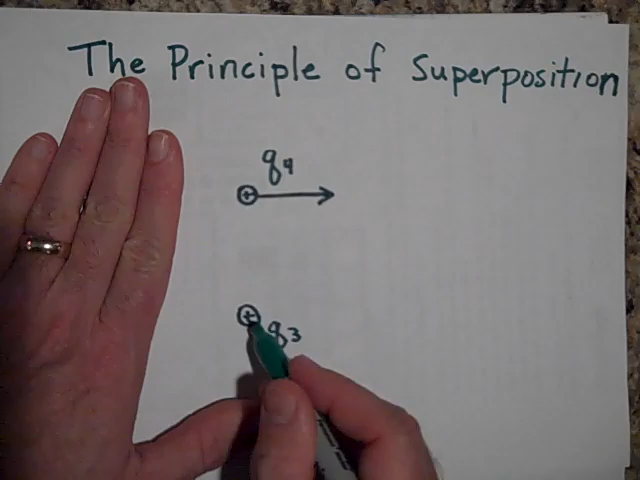 The Principle of Superposition
q4
+
+
q3